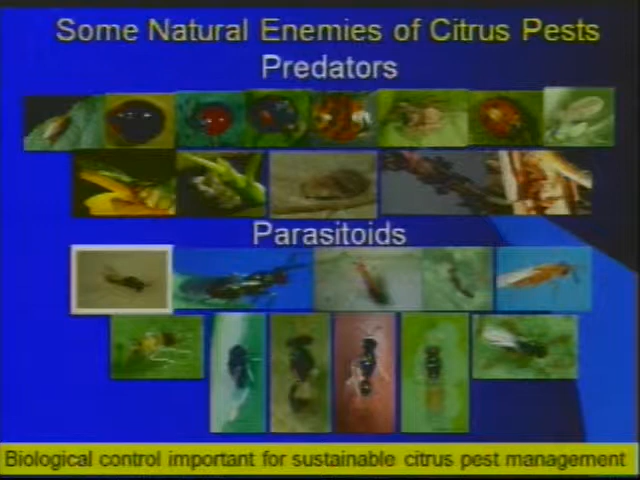 Some Natural Enemies of Citrus Pests
Predators
Parasitoids
Biological control important for sustainable citrus pest management